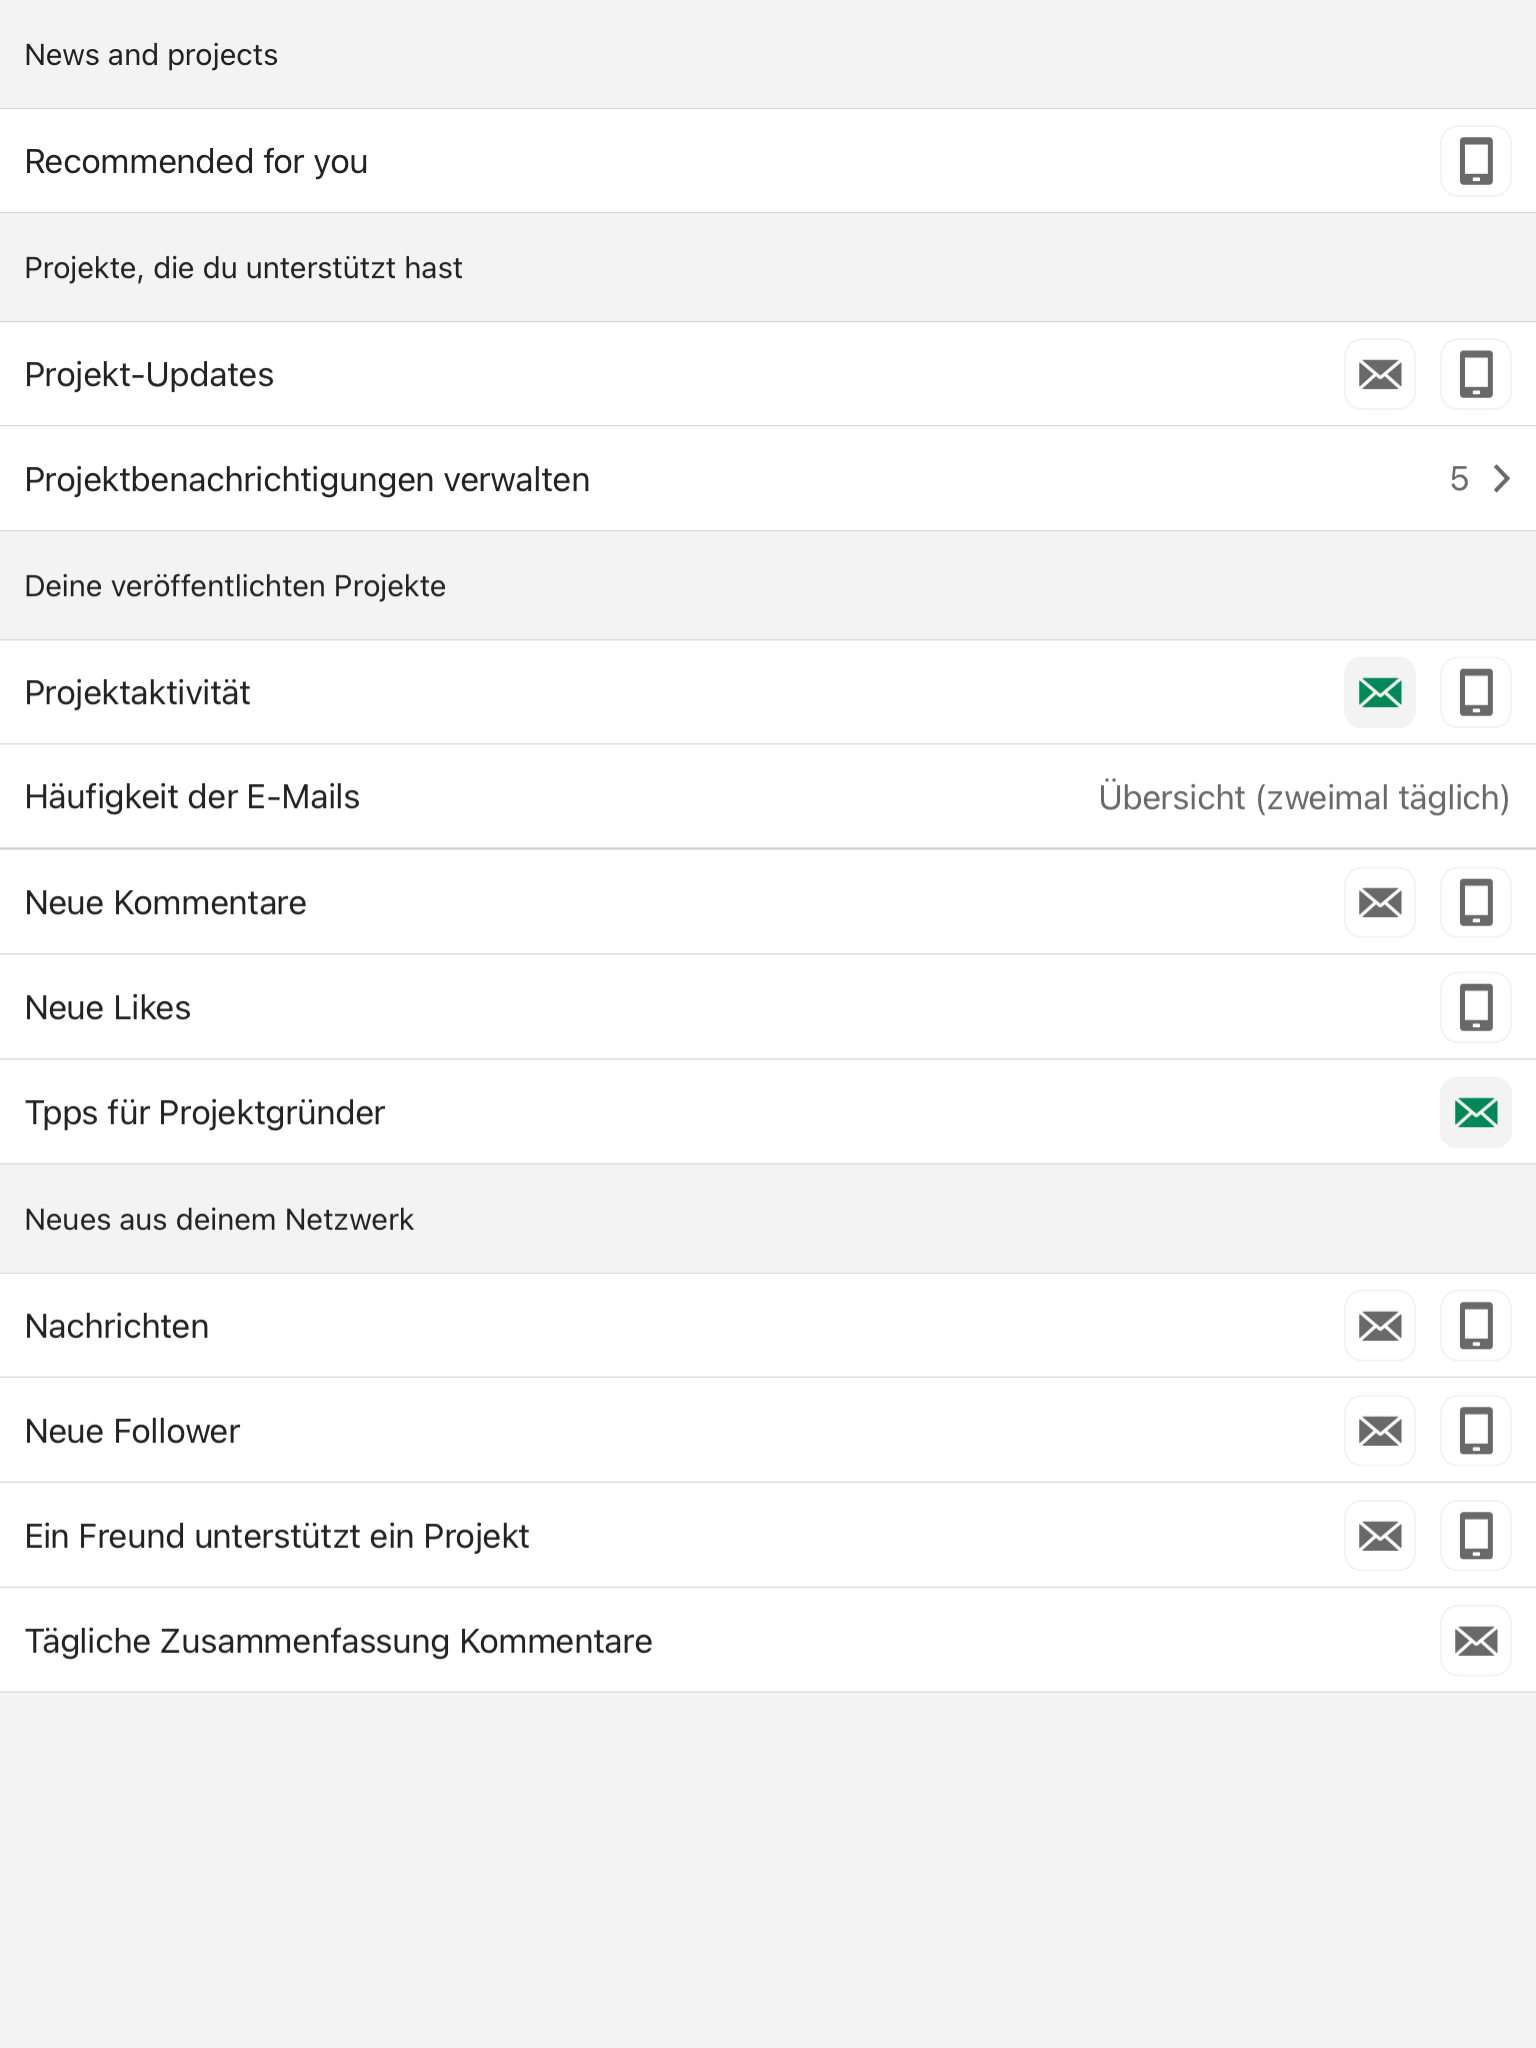 News and projects
Recommended for you
Projekte, die du unterstützt hast
Projekt-Updates
Projektbenachrichtigungen verwalten 5
Deine veröffentlichten Projekte
Projektaktivität
Häufigkeit der E-Mails Übersicht (zweimal täglich)
Neue Kommentare
Neue Likes
Tpps für Projektgründer
Neues aus deinem Netzwerk
Nachrichten
Neue Follower
Ein Freund unterstützt ein Projekt
Tägliche Zusammenfassung Kommentare